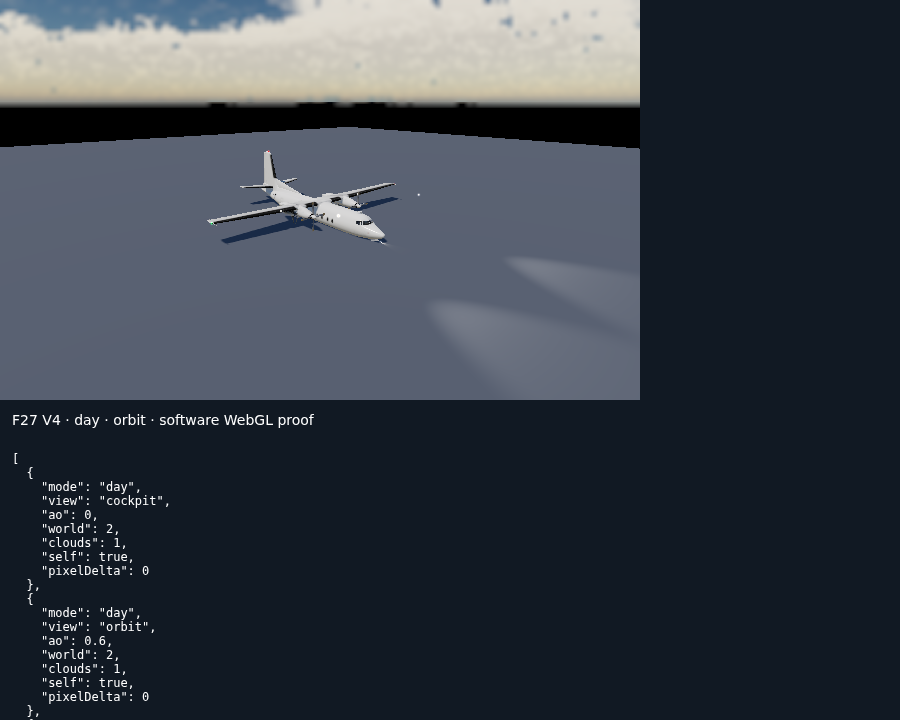 F27 V4 · day · orbit · software WebGL proof
[
  {
    "mode": "day",
    "view": "cockpit",
    "ao": 0,
    "world": 2,
    "clouds": 1,
    "self": true,
    "pixelDelta": 0
  },
  {
    "mode": "day",
    "view": "orbit",
    "ao": 0.6,
    "world": 2,
    "clouds": 1,
    "self": true,
    "pixelDelta": 0
  },